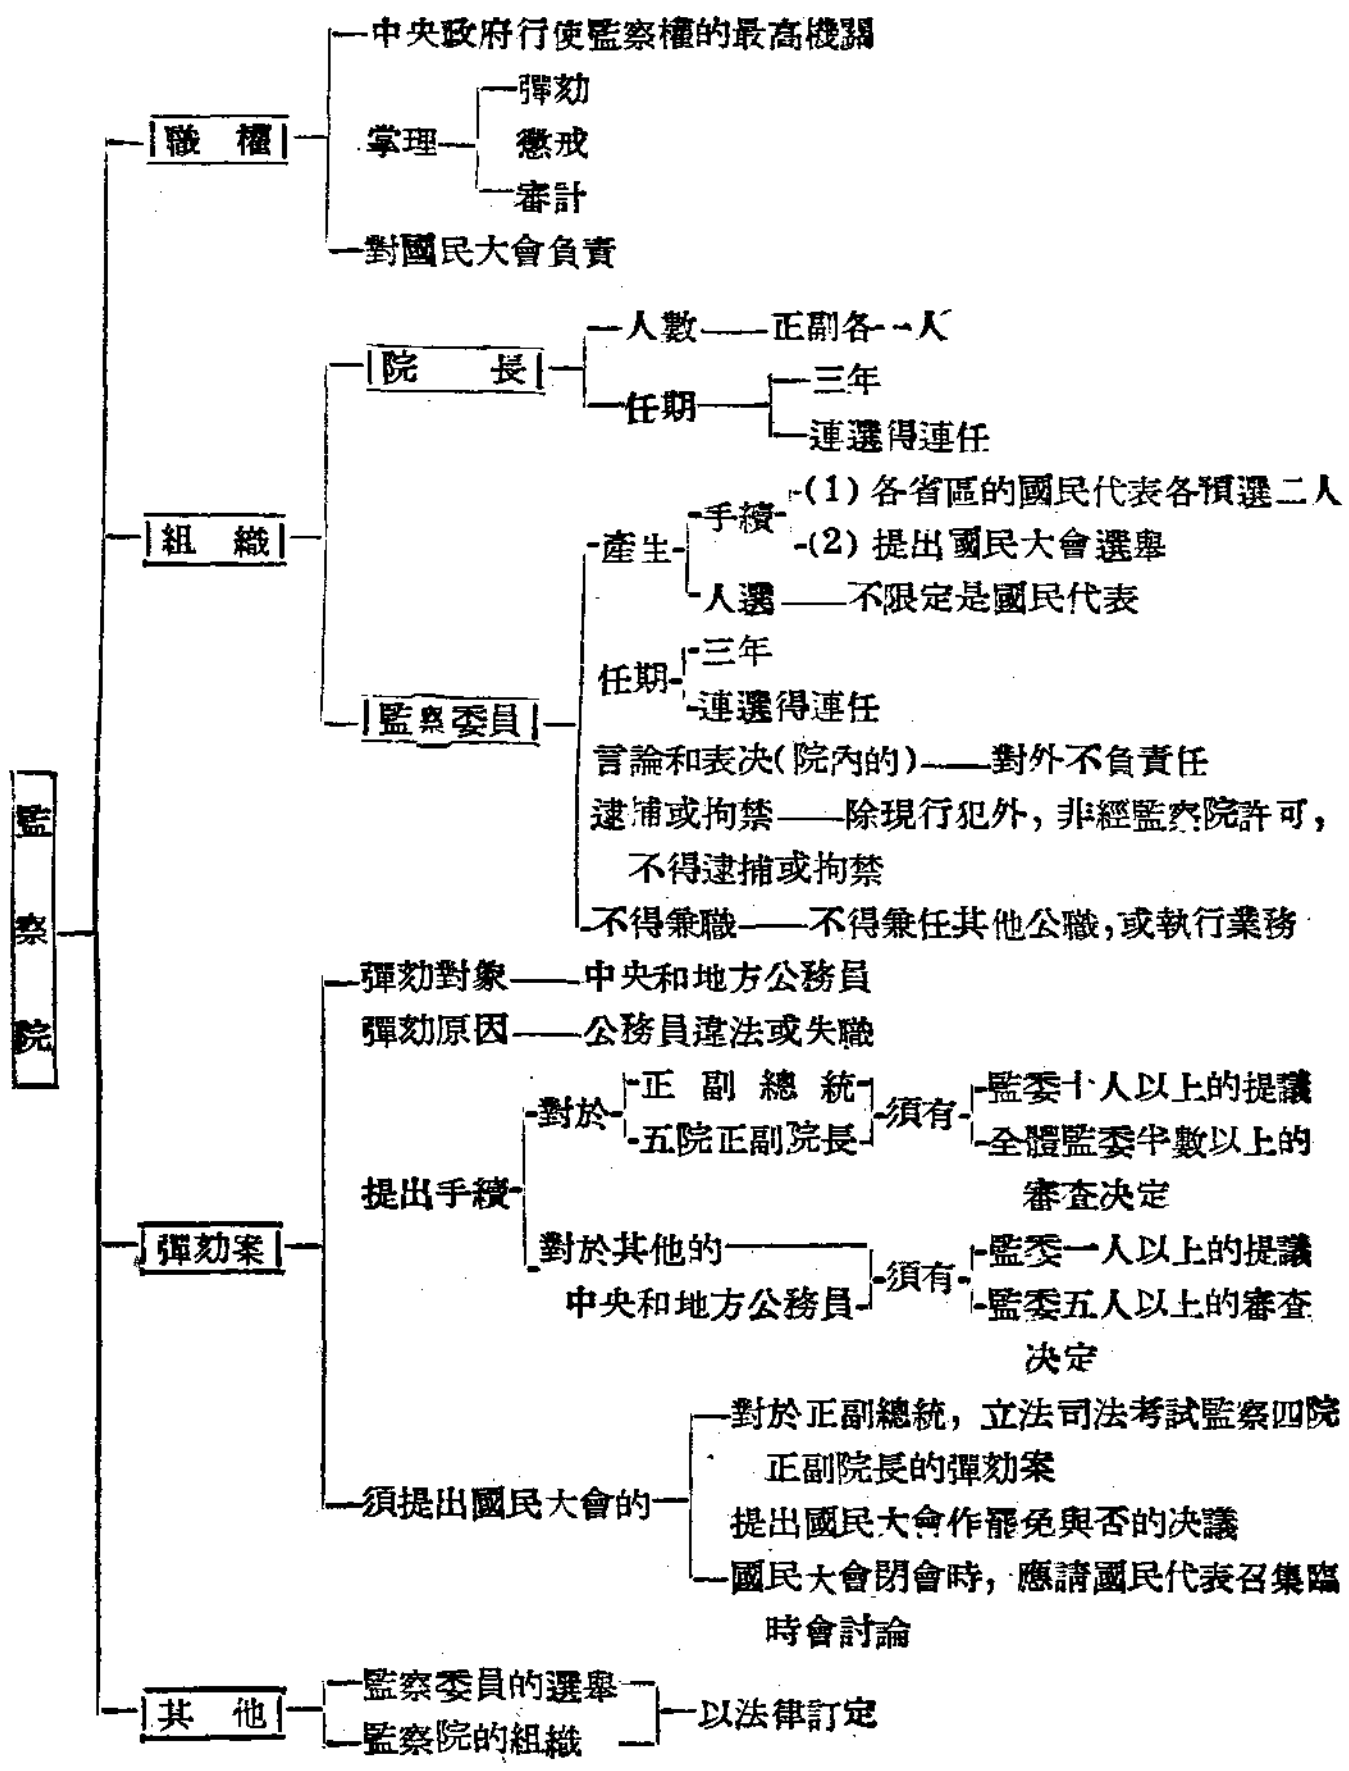 監察院
職權
中央政府行使監察權的最高機關
掌理
彈劾
懲戒
審計
對國民大會負責
組織
院長
人數——正副各一人
任期
三年
連選得連任
監察委員
產生
手續
(1) 各省區的國民代表各預選二人
(2) 提出國民大會選舉
人選——不限定是國民代表
任期
三年
連選得連任
言論和表决(院內的)——對外不負責任
逮捕或拘禁——除現行犯外，非經監察院許可，
不得逮捕或拘禁
不得兼職——不得兼任其他公職，或執行業務
彈劾案
彈劾對象——中央和地方公務員
彈劾原因——公務員違法或失職
提出手續
對於
正副總統
五院正副院長
須有
監委十人以上的提議
全體監委半數以上的
審查决定
對於其他的
中央和地方公務員
須有
監委一人以上的提議
監委五人以上的審查
决定
須提出國民大會的
對於正副總統，立法司法考試監察四院
正副院長的彈劾案
提出國民大會作罷免與否的决議
國民大會閉會時，應請國民代表召集臨
時會討論
其他
監察委員的選舉
監察院的組織
以法律訂定